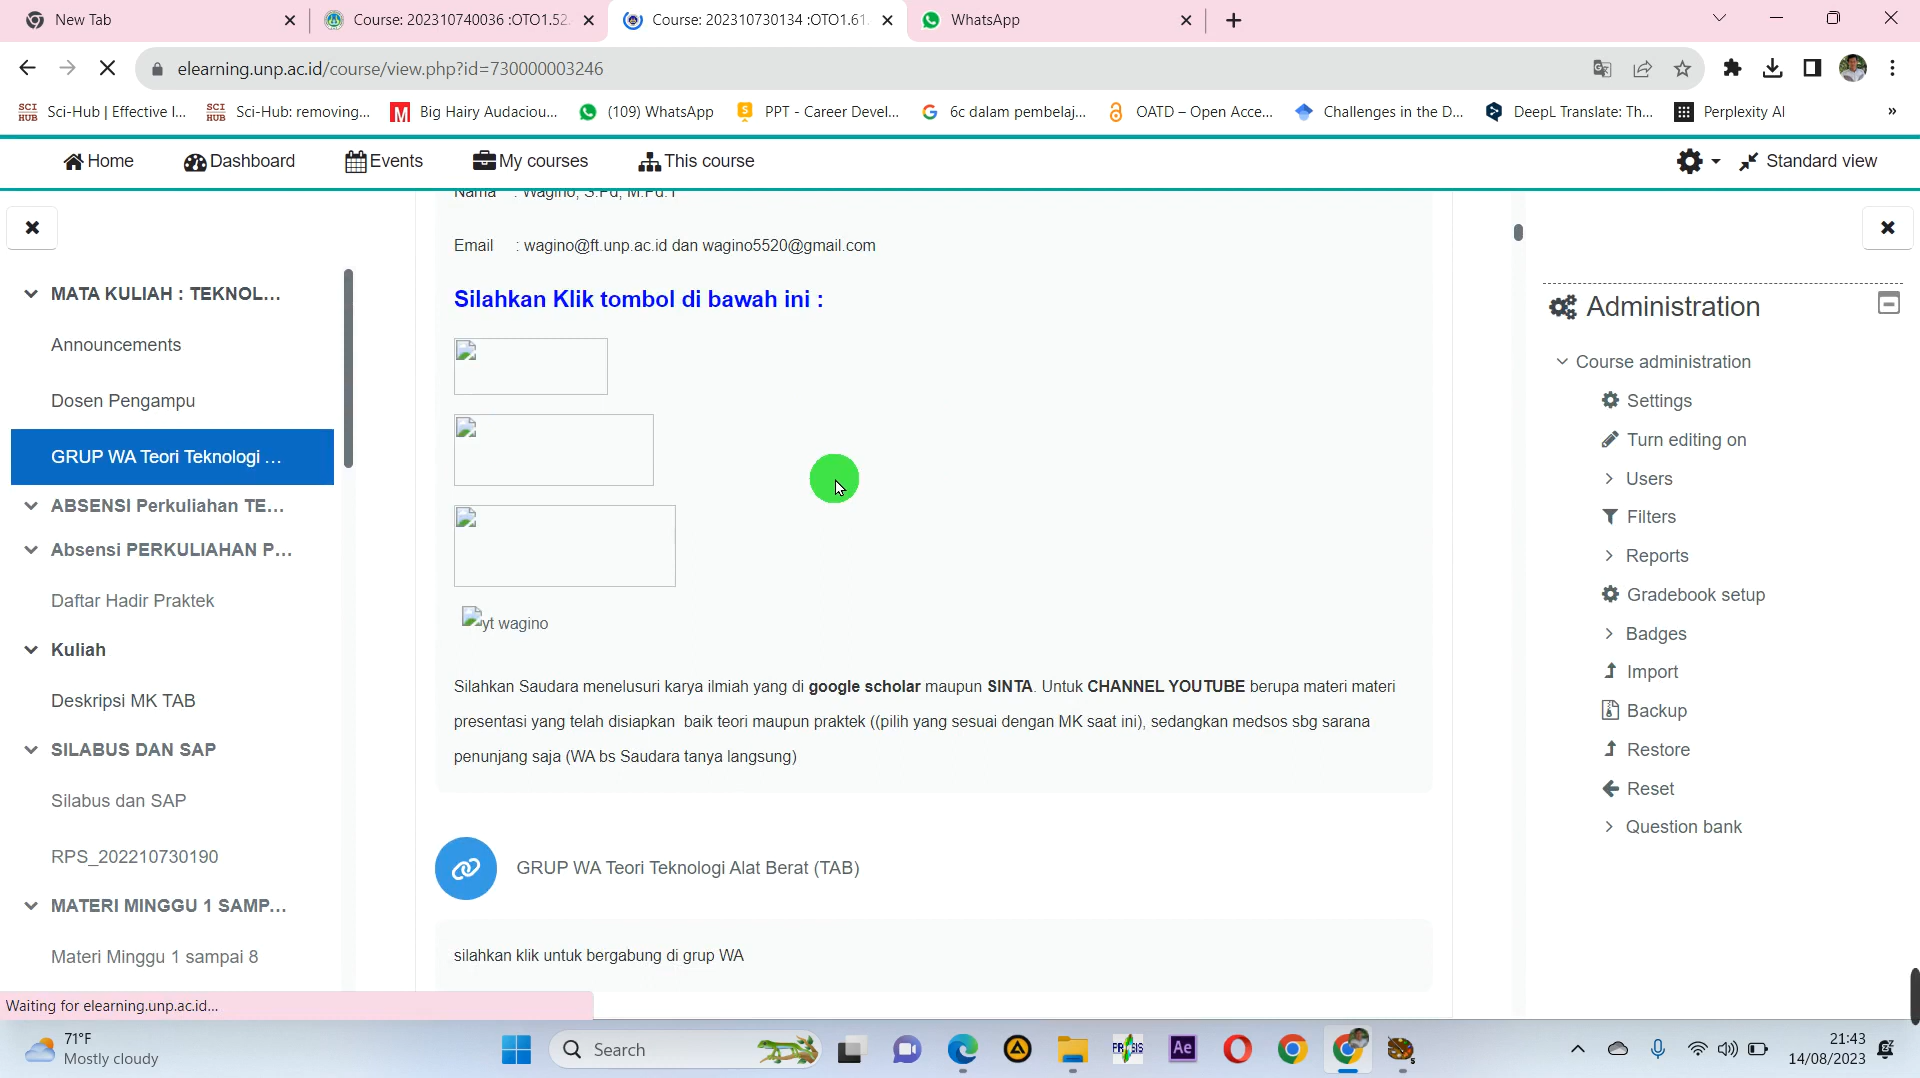 New Tab
Course: 202310740036 :OTO1.52
Course: 202310730134 :OTO1.61
WhatsApp
elearning.unp.ac.id/course/view.php?id=730000003246
Sci-Hub | Effective l...
Sci-Hub: removing...
Big Hairy Audaciou...
(109) WhatsApp
PPT - Career Devel...
6c dalam pembelaj...
OATD – Open Acce...
Challenges in the D...
DeepL Translate: Th...
Perplexity AI
»
Home
Dashboard
Events
My courses
This course
Standard view
MATA KULIAH : TEKNOL...
Announcements
Dosen Pengampu
GRUP WA Teori Teknologi ...
ABSENSI Perkuliahan TE...
Absensi PERKULIAHAN P...
Daftar Hadir Praktek
Kuliah
Deskripsi MK TAB
SILABUS DAN SAP
Silabus dan SAP
RPS_202210730190
MATERI MINGGU 1 SAMP...
Materi Minggu 1 sampai 8
Nama : Wagino, S.Pd, M.Pd.T
Email : wagino@ft.unp.ac.id dan wagino5520@gmail.com
Silahkan Klik tombol di bawah ini :
yt wagino
Silahkan Saudara menelusuri karya ilmiah yang di google scholar maupun SINTA. Untuk CHANNEL YOUTUBE berupa materi materi
presentasi yang telah disiapkan baik teori maupun praktek ((pilih yang sesuai dengan MK saat ini), sedangkan medsos sbg sarana
penunjang saja (WA bs Saudara tanya langsung)
GRUP WA Teori Teknologi Alat Berat (TAB)
silahkan klik untuk bergabung di grup WA
Administration
Course administration
Settings
Turn editing on
Users
Filters
Reports
Gradebook setup
Badges
Import
Backup
Restore
Reset
Question bank
Waiting for elearning.unp.ac.id...
71°F
Mostly cloudy
Search
Ae
21:43
14/08/2023